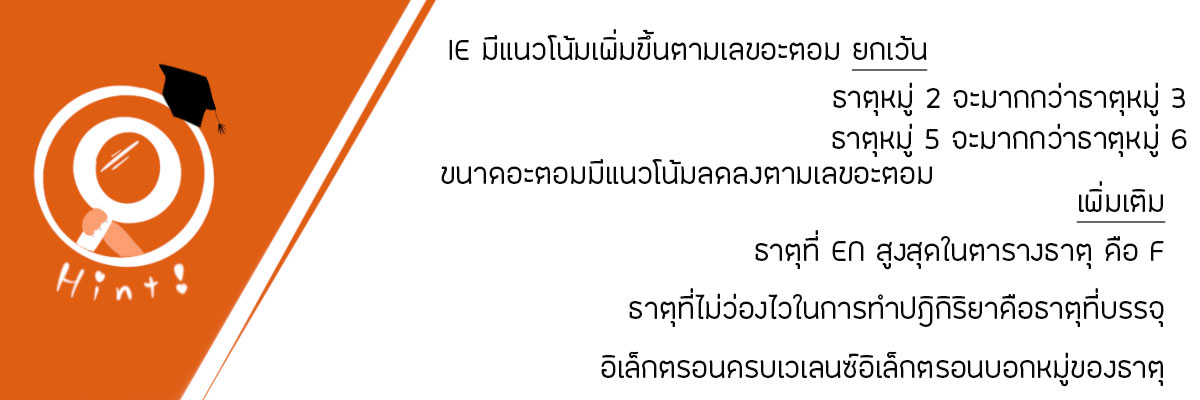 IE มีแนวโน้มเพิ่มขึ้นตามเลขอะตอม ยกเว้น
ธาตุหมู่ 2 จะมากกว่าธาตุหมู่ 3
ธาตุหมู่ 5 จะมากกว่าธาตุหมู่ 6
ขนาดอะตอมมีแนวโน้มลดลงตามเลขอะตอม
เพิ่มเติม
ธาตุที่ En สูงสุดในตารางธาตุ คือ F
ธาตุที่ไม่ว่องไวในการทำปฏิกิริยาคือธาตุที่บรรจุ
อิเล็กตรอนครบเวเลนซ์อิเล็กตรอนบอกหมู่ของธาตุ
Hint!